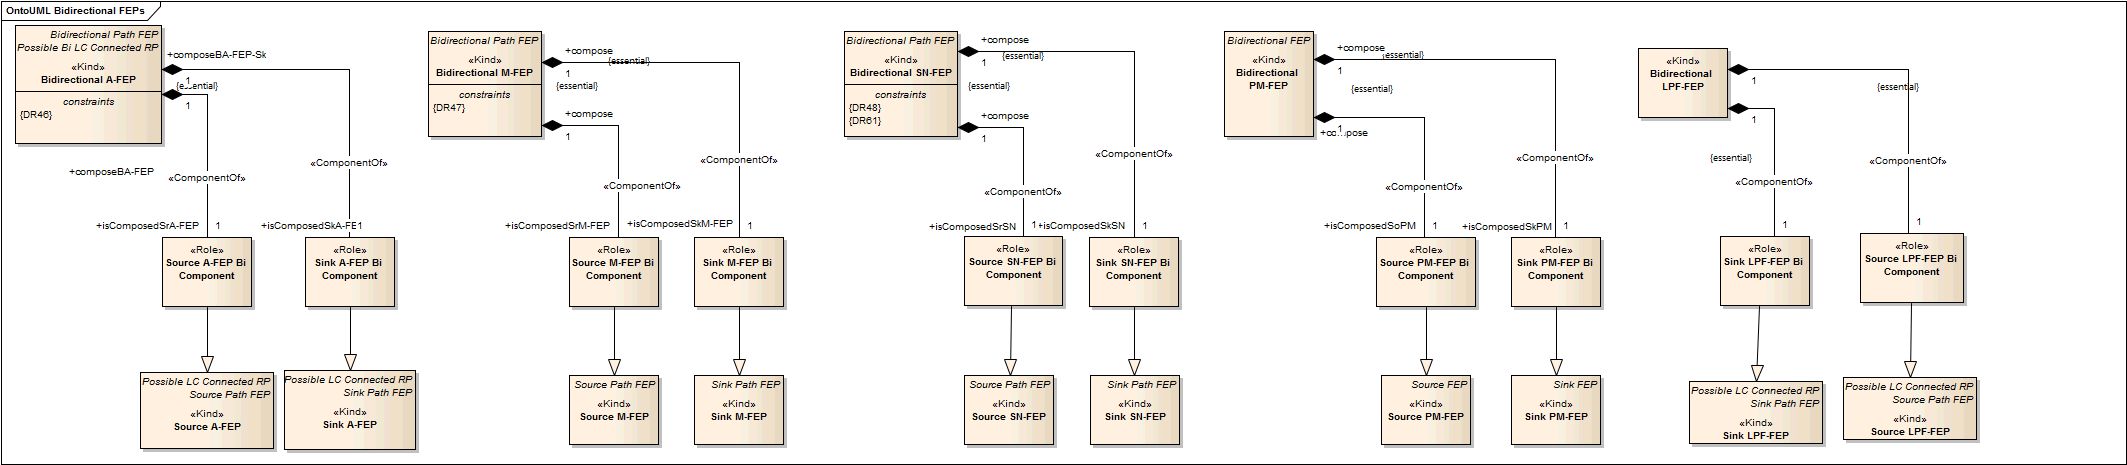 OntoUML Bidirectional FEPs
Bidirectional Path FEP
Possible Bi LC Connected RP
«Kind»
Bidirectional A-FEP
constraints
{DR46}
+composeBA-FEP-Sk
1
{essential}
1
+composeBA-FEP
«ComponentOf»
«ComponentOf»
+isComposedSrA-FEP
1
+isComposedSkA-FE
1
«Role»
Source A-FEP Bi
Component
«Role»
Sink A-FEP Bi
Component
Possible LC Connected RP
Source Path FEP
«Kind»
Source A-FEP
Possible LC Connected RP
Sink Path FEP
«Kind»
Sink A-FEP
Bidirectional Path FEP
«Kind»
Bidirectional M-FEP
constraints
{DR47}
+compose
{essential}
1
{essential}
+compose
1
«ComponentOf»
«ComponentOf»
+isComposedSrM-FEP
+isComposedSkM-FEP
1
«Role»
Source M-FEP Bi
Component
«Role»
Sink M-FEP Bi
Component
Source Path FEP
«Kind»
Source M-FEP
Sink Path FEP
«Kind»
Sink M-FEP
Bidirectional Path FEP
«Kind»
Bidirectional SN-FEP
constraints
{DR48}
{DR61}
+compose
{essential}
1
{essential}
+compose
1
«ComponentOf»
«ComponentOf»
+isComposedSrSN
1
+isComposedSkSN
1
«Role»
Source SN-FEP Bi
Component
«Role»
Sink SN-FEP Bi
Component
Source Path FEP
«Kind»
Source SN-FEP
Sink Path FEP
«Kind»
Sink SN-FEP
Bidirectional FEP
«Kind»
Bidirectional
PM-FEP
+compose
{essential}
1
{essential}
1
«ComponentOf»
«ComponentOf»
+isComposedSoPM
1
+isComposedSkPM
1
«Role»
Source PM-FEP Bi
Component
«Role»
Sink PM-FEP Bi
Component
Source FEP
«Kind»
Source PM-FEP
Sink FEP
«Kind»
Sink PM-FEP
«Kind»
Bidirectional
LPF-FEP
1
{essential}
1
{essential}
«ComponentOf»
«ComponentOf»
1
1
«Role»
Sink LPF-FEP Bi
Component
«Role»
Source LPF-FEP Bi
Component
Possible LC Connected RP
Sink Path FEP
«Kind»
Sink LPF-FEP
Possible LC Connected RP
Source Path FEP
«Kind»
Source LPF-FEP